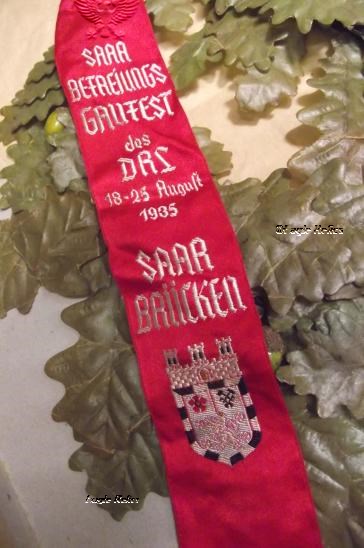 SAAR
BEFREIUNGS
GAUFEST
des
DRL
18-25 August
1935
SAAR
BRÜCKEN